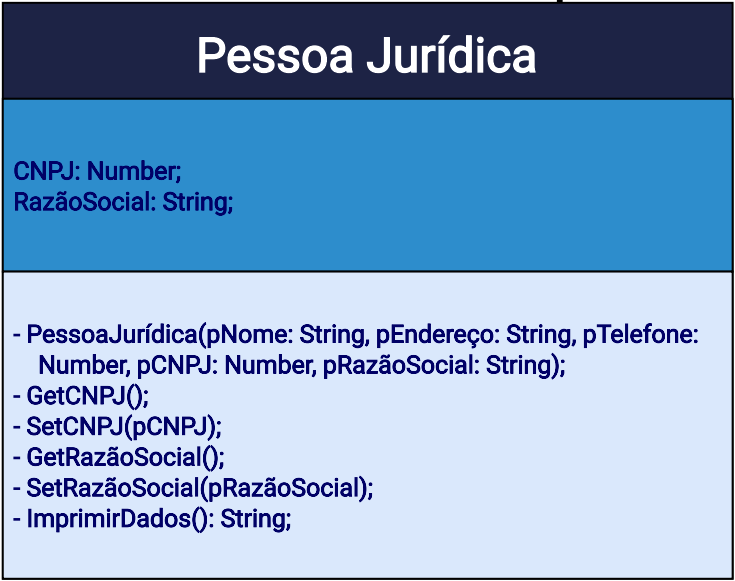 Pessoa Jurídica
CNPJ: Number;
RazãoSocial: String;
- PessoaJurídica(pNome: String, pEndereço: String, pTelefone:
Number, pCNPJ: Number, pRazãoSocial: String);
- GetCNPJ();
- SetCNPJ(pCNPJ);
- GetRazãoSocial();
- SetRazãoSocial(pRazãoSocial);
- ImprimirDados(): String;